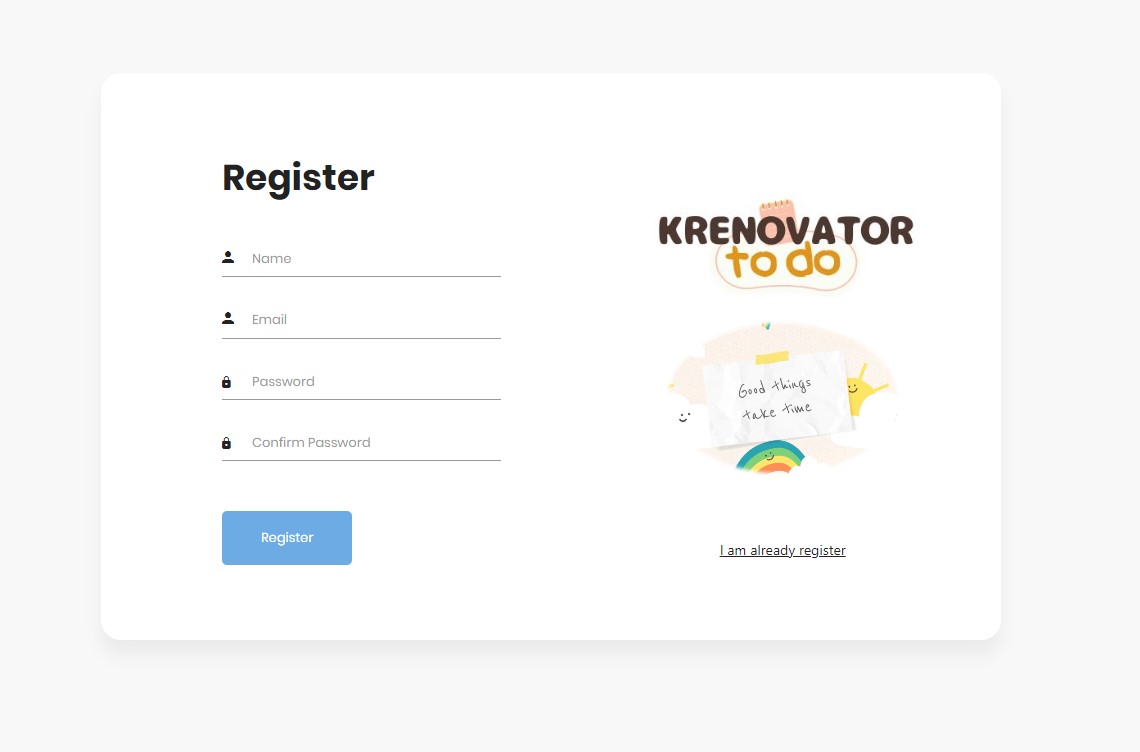 Register
Name
Email
Password
Confirm Password
Register
KRENOVATOR
to do
Good things
take time
I am already register